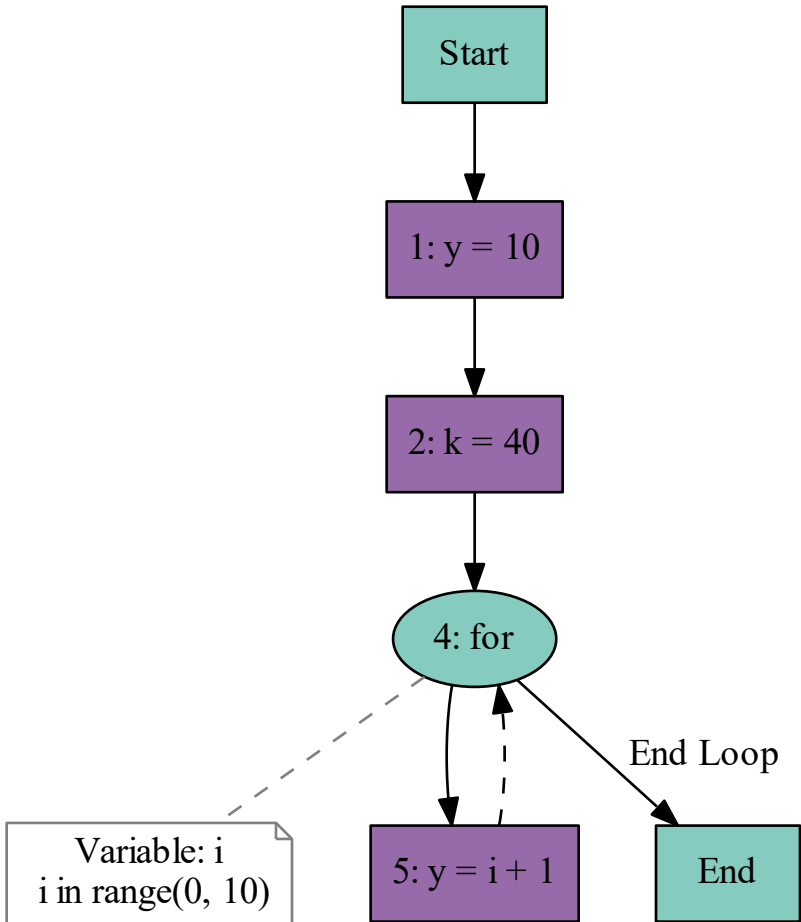 Start
1: y = 10
2: k = 40
4: for
End Loop
Variable: i
i in range(0, 10)
5: y = i + 1
End